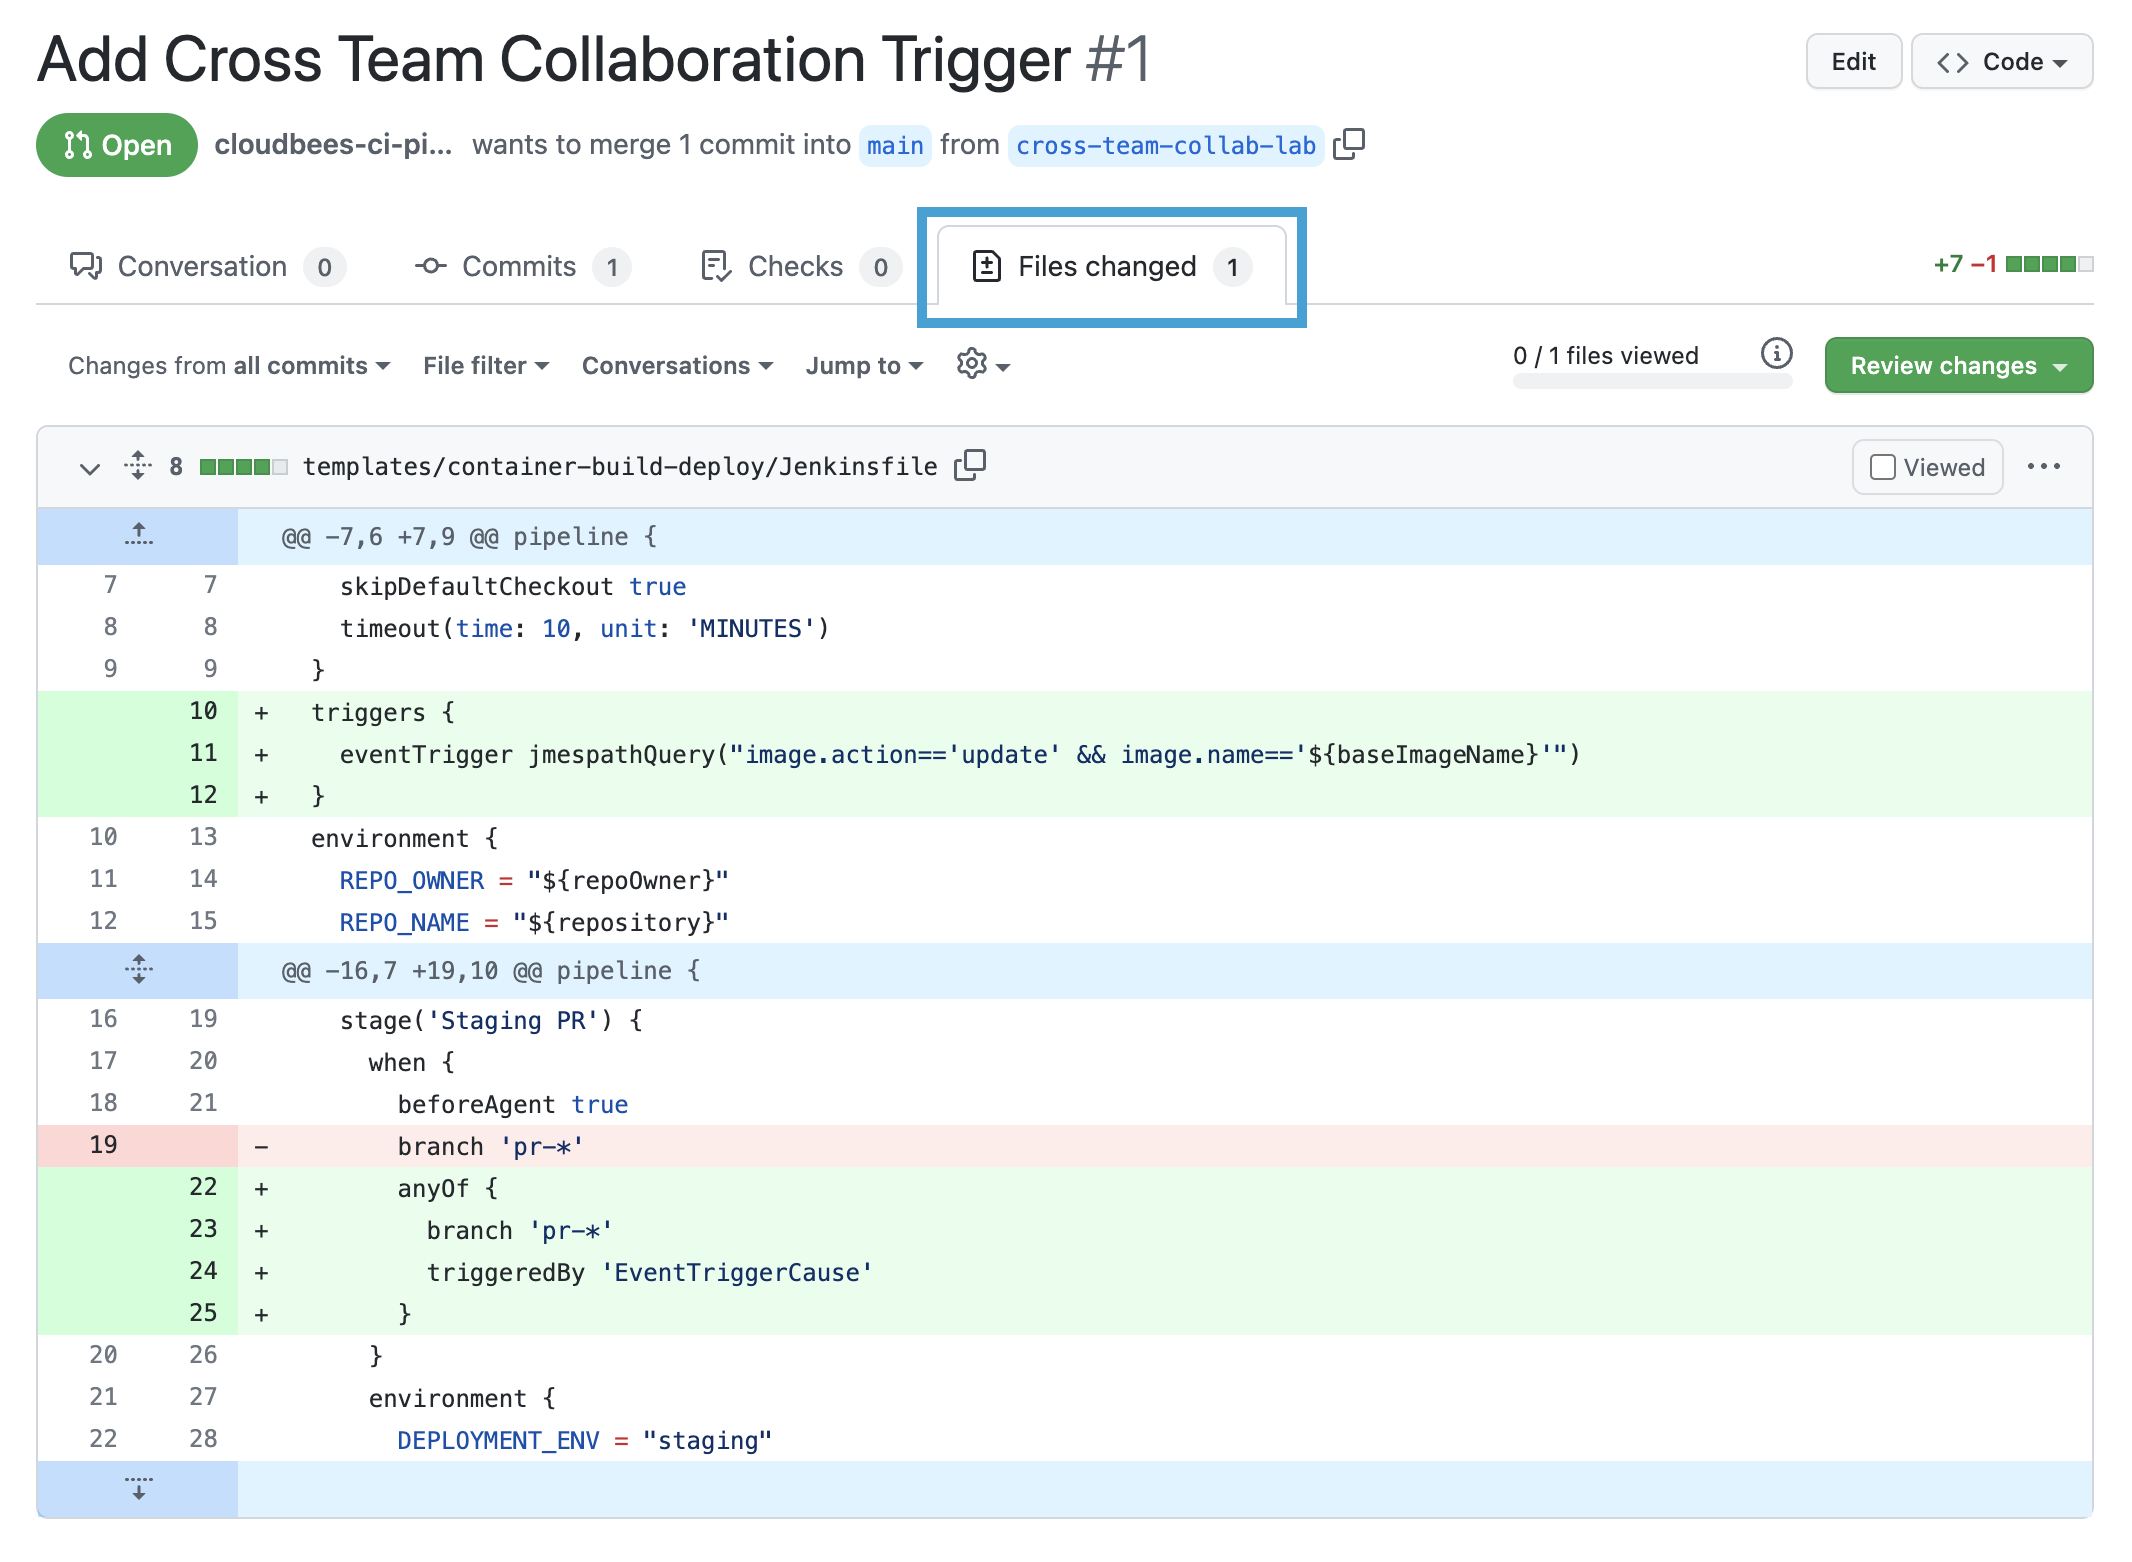 Add Cross Team Collaboration Trigger #1
Edit
Code
Open
cloudbees-ci-pi... wants to merge 1 commit into main from cross-team-collab-lab
Conversation 0
Commits 1
Checks 0
Files changed 1
+7 −1
Changes from all commits
File filter
Conversations
Jump to
0 / 1 files viewed
Review changes
8 templates/container-build-deploy/Jenkinsfile
Viewed
@@ -7,6 +7,9 @@ pipeline {
7 7 skipDefaultCheckout true
8 8 timeout(time: 10, unit: 'MINUTES')
9 9 }
10 + triggers {
11 + eventTrigger jmespathQuery("image.action=='update' && image.name=='${baseImageName}'")
12 + }
10 13 environment {
11 14 REPO_OWNER = "${repoOwner}"
12 15 REPO_NAME = "${repository}"
@@ -16,7 +19,10 @@ pipeline {
16 19 stage('Staging PR') {
17 20 when {
18 21 beforeAgent true
19 - branch 'pr-*'
22 + anyOf {
23 + branch 'pr-*'
24 + triggeredBy 'EventTriggerCause'
25 + }
20 26 }
21 27 environment {
22 28 DEPLOYMENT_ENV = "staging"